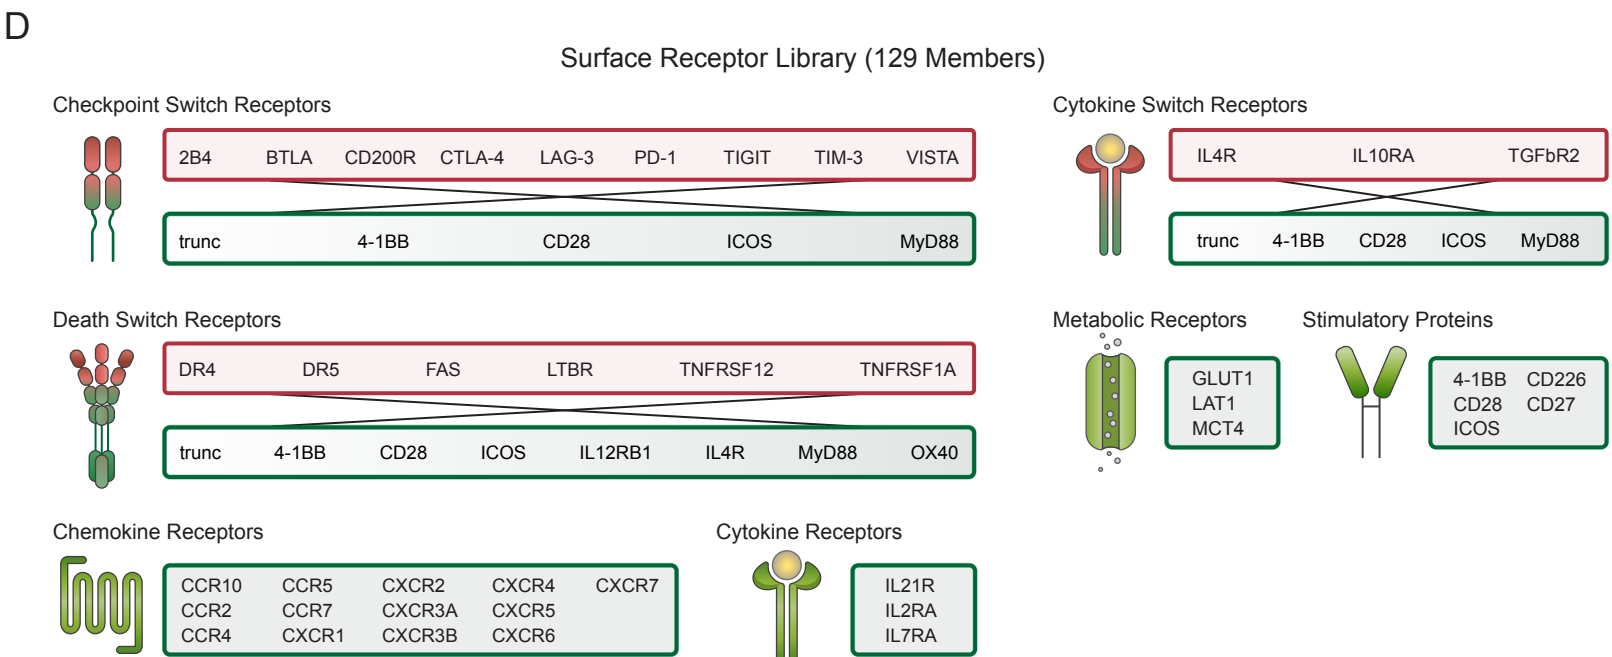 D
Surface Receptor Library (129 Members)
Checkpoint Switch Receptors
2B4 BTLA CD200R CTLA-4 LAG-3 PD-1 TIGIT TIM-3 VISTA
trunc 4-1BB CD28 ICOS MyD88
Cytokine Switch Receptors
IL4R IL10RA TGFbR2
trunc 4-1BB CD28 ICOS MyD88
Death Switch Receptors
DR4 DR5 FAS LTBR TNFRSF12 TNFRSF1A
trunc 4-1BB CD28 ICOS IL12RB1 IL4R MyD88 OX40
Metabolic Receptors
GLUT1
LAT1
MCT4
Stimulatory Proteins
4-1BB CD226
CD28 CD27
ICOS
Chemokine Receptors
CCR10 CCR5 CXCR2 CXCR4 CXCR7
CCR2 CCR7 CXCR3A CXCR5
CCR4 CXCR1 CXCR3B CXCR6
Cytokine Receptors
IL21R
IL2RA
IL7RA